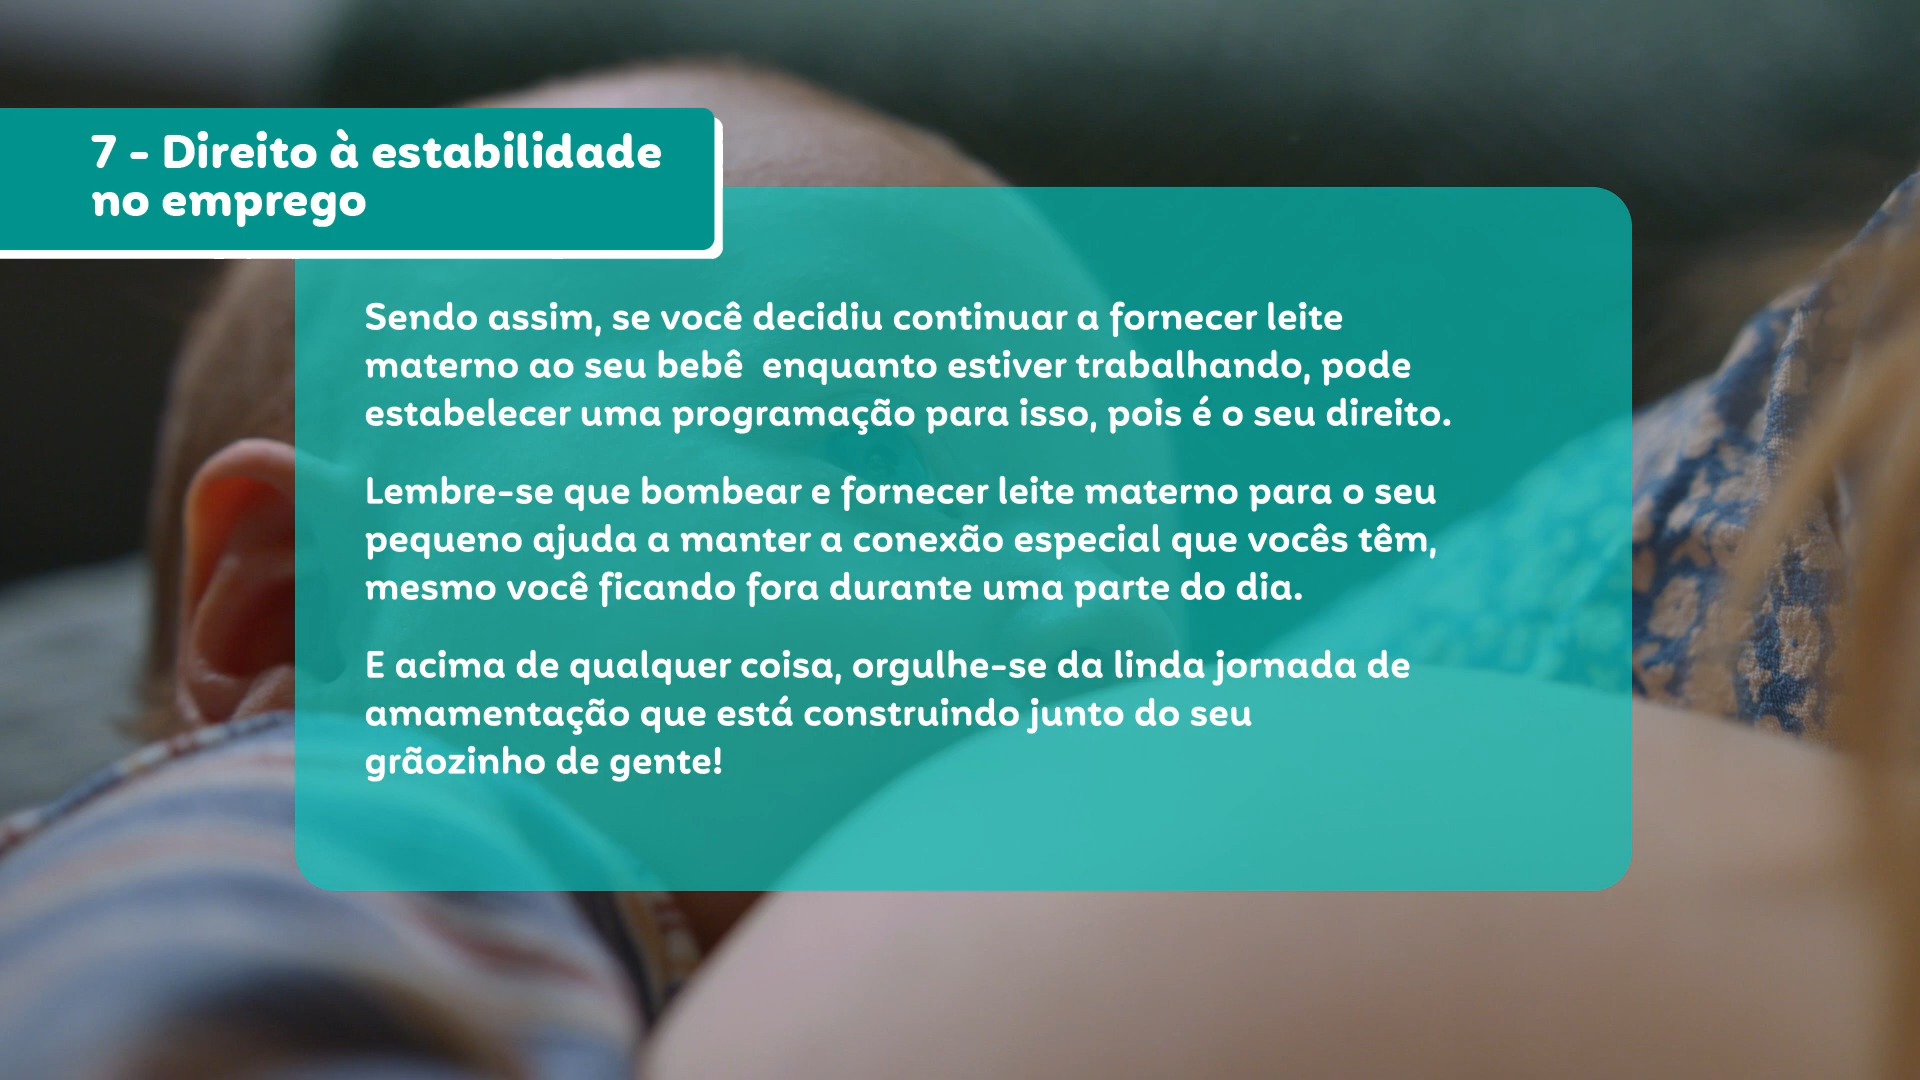 7 - Direito à estabilidade
no emprego
Sendo assim, se você decidiu continuar a fornecer leite
materno ao seu bebê  enquanto estiver trabalhando, pode
estabelecer uma programação para isso, pois é o seu direito.
Lembre-se que bombear e fornecer leite materno para o seu
pequeno ajuda a manter a conexão especial que vocês têm,
mesmo você ficando fora durante uma parte do dia.
E acima de qualquer coisa, orgulhe-se da linda jornada de
amamentação que está construindo junto do seu
grãozinho de gente!